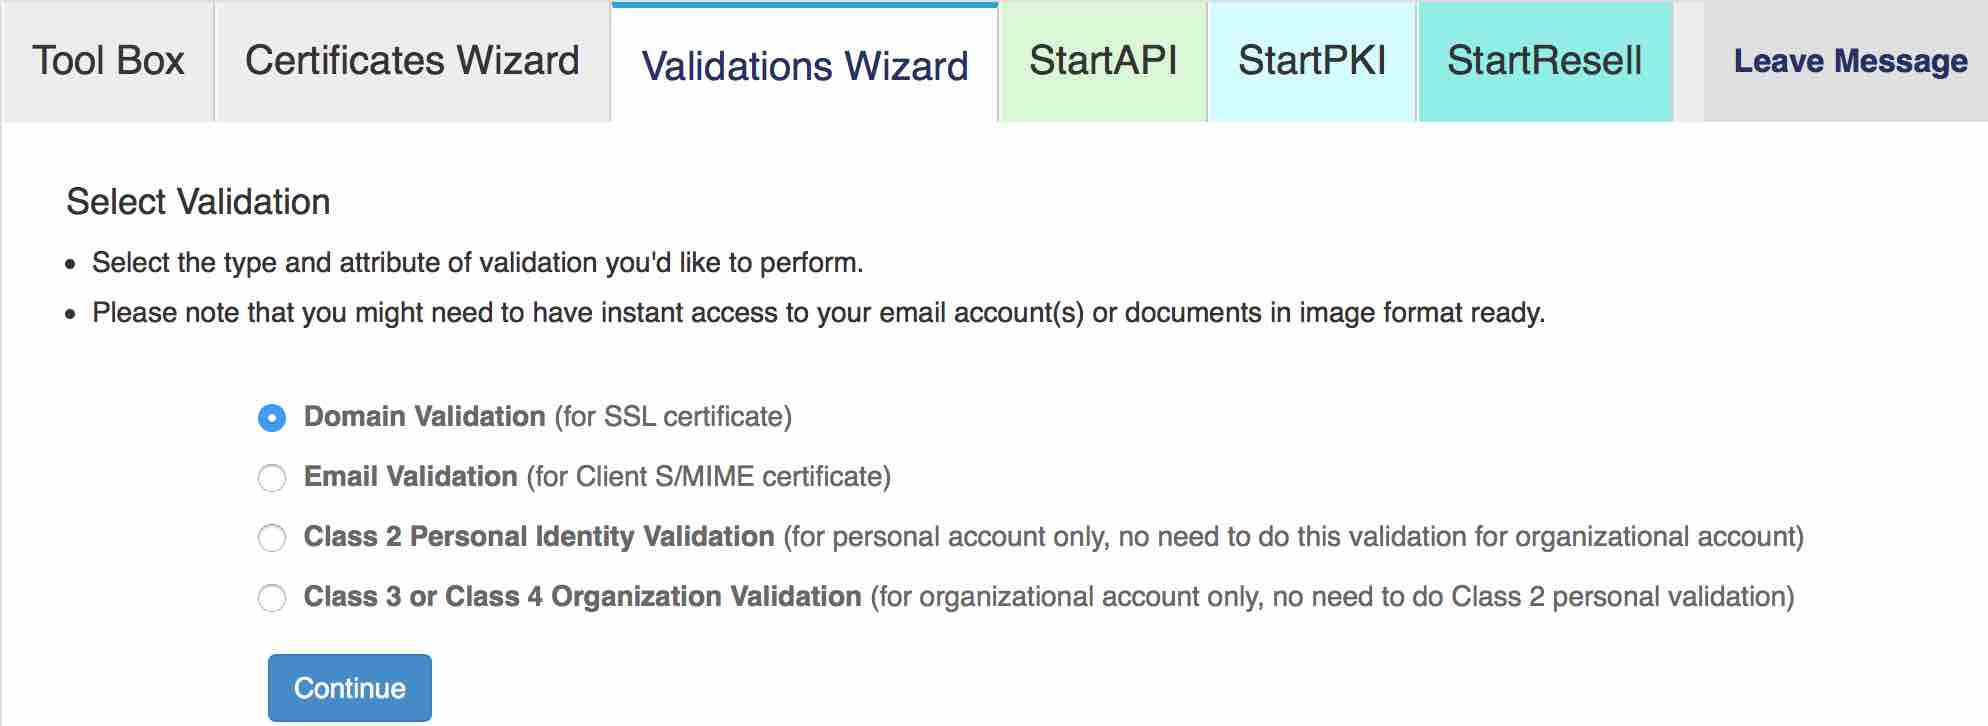 Tool Box Certificates Wizard Validations Wizard StartAPI StartPKI StartResell Leave Message
Select Validation
• Select the type and attribute of validation you'd like to perform.
• Please note that you might need to have instant access to your email account(s) or documents in image format ready.
Domain Validation (for SSL certificate)
Email Validation (for Client S/MIME certificate)
Class 2 Personal Identity Validation (for personal account only, no need to do this validation for organizational account)
Class 3 or Class 4 Organization Validation (for organizational account only, no need to do Class 2 personal validation)
Continue